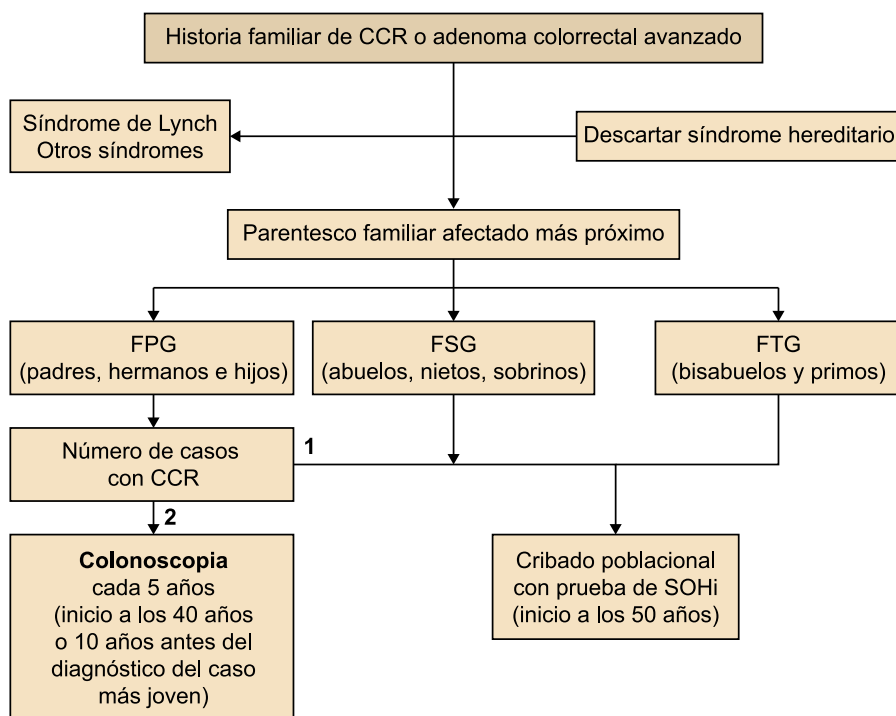 Historia familiar de CCR o adenoma colorrectal avanzado
Síndrome de Lynch
Otros síndromes
Descartar síndrome hereditario
Parentesco familiar afectado más próximo
FPG
(padres, hermanos e hijos)
FSG
(abuelos, nietos, sobrinos)
FTG
(bisabuelos y primos)
Número de casos
con CCR
1
2
Colonoscopia
cada 5 años
(inicio a los 40 años
o 10 años antes del
diagnóstico del caso
más joven)
Cribado poblacional
con prueba de SOHi
(inicio a los 50 años)